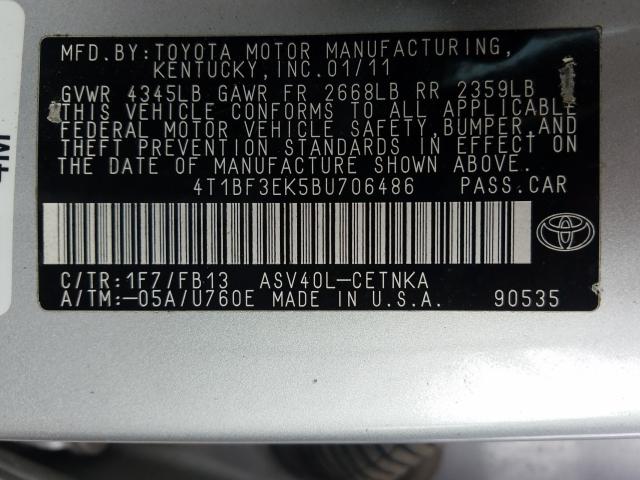 MFD.BY:TOYOTA MOTOR MANUFACTURING,
KENTUCKY,INC.01/11
GVWR 4345LB GAWR FR 2668LB RR 2359LB
THIS VEHICLE CONFORMS TO ALL APPLICABLE
FEDERAL MOTOR VEHICLE SAFETY,BUMPER,AND
THEFT PREVENTION STANDARDS IN EFFECT ON
THE DATE OF MANUFACTURE SHOWN ABOVE.
4T1BF3EK5BU706486 PASS.CAR
C/TR:1F7/FB13 ASV40L-CETNKA
A/TM:-05A/U760E MADE IN U.S.A. 90535